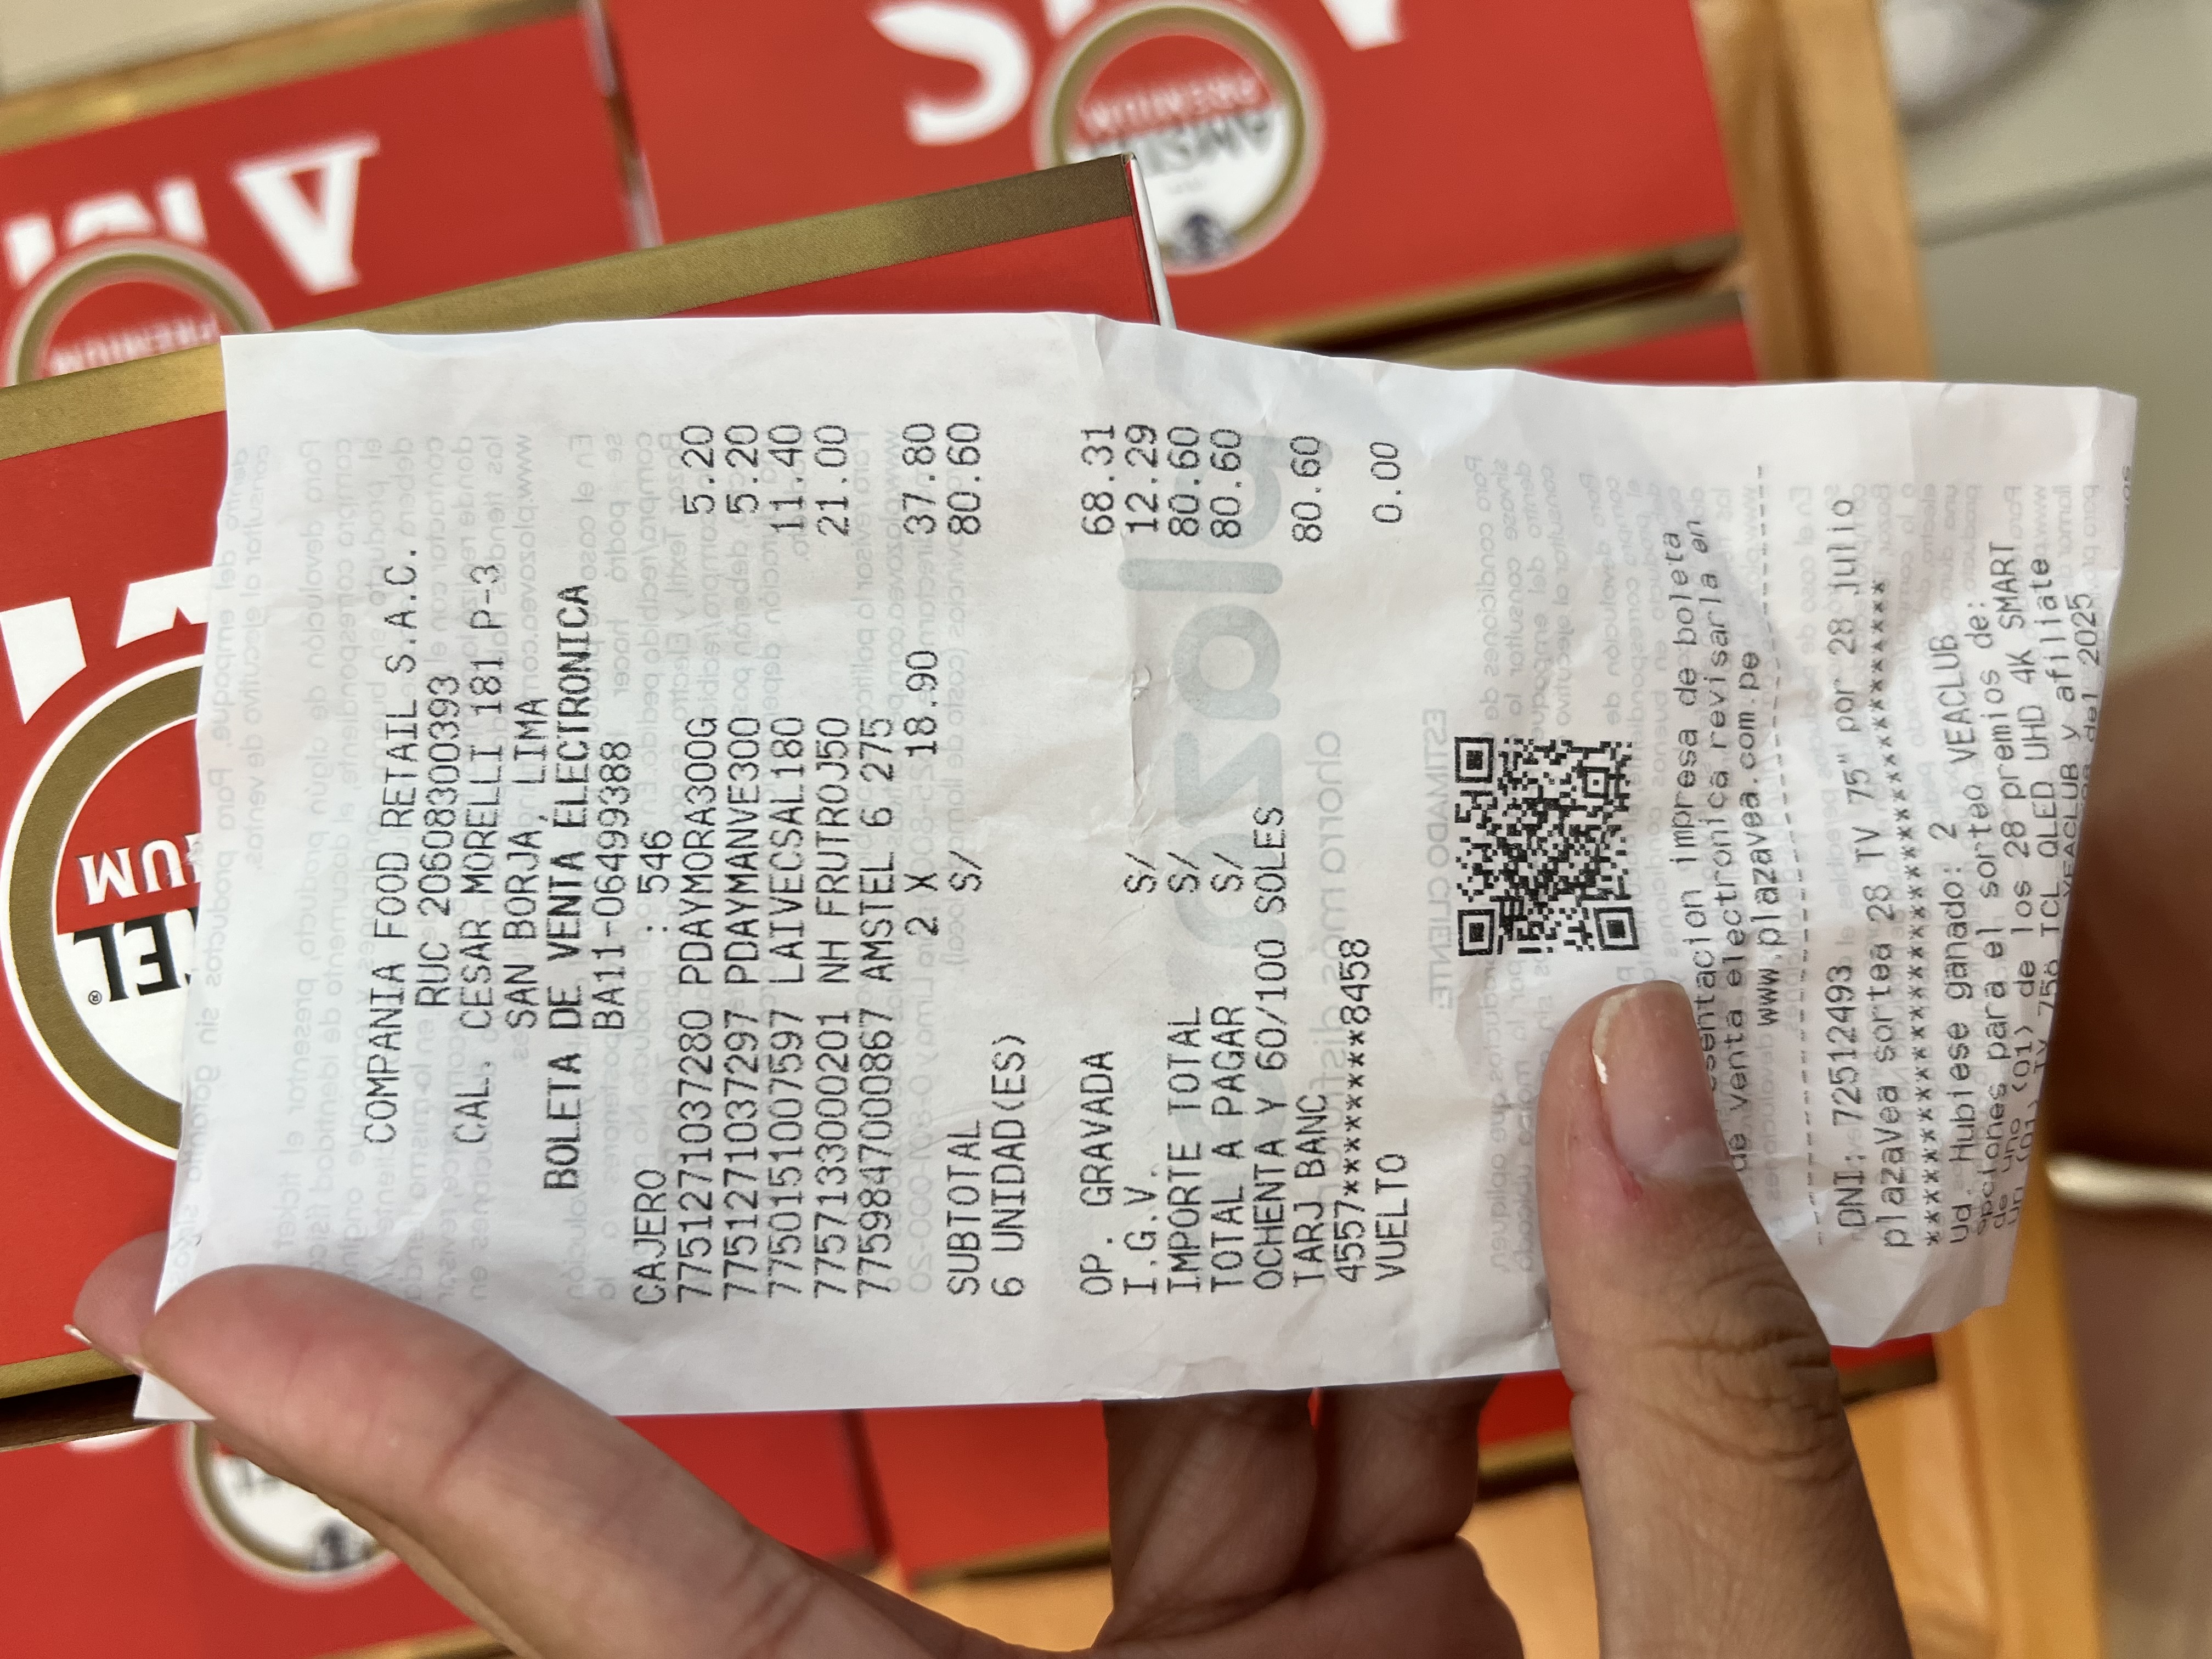 COMPANIA FOOD RETAIL S.A.C.
RUC 20608300393
CAL. CESAR MORELLI 181 P-3
SAN BORJA, LIMA
BOLETA DE VENTA ELECTRONICA
BA11-06499388
CAJERO : 546
7751271037280 PDAYMORA300G 5.20
7751271037297 PDAYMANVE300 5.20
7750151007597 LAIVECSAL180 11.40
7757133000201 NH FRUTROJ50 21.00
7759847000867 AMSTEL 6 275
2 X 18.90 37.80
SUBTOTAL S/ 80.60
6 UNIDAD(ES)
OP. GRAVADA 68.31
I.G.V. S/ 12.29
IMPORTE TOTAL S/ 80.60
TOTAL A PAGAR S/ 80.60
OCHENTA Y 60/100 SOLES
TARJ BANC 80.60
4557********8458
VUELTO 0.00
impresa de boleta
de venta electronica revisarla en
www.plazavea.com.pe
DNI: 72512493
plazaVea sortea 28 TV 75" por 28 julio
********************************
Ud. Hubiese ganado: 2
opciones para el sorteo VEACLUB
de uno (01) de los 28 premios de:
Un (01) TV 75â TCL QLED UHD 4K SMART
VEACLUB y afiliate
del 2025